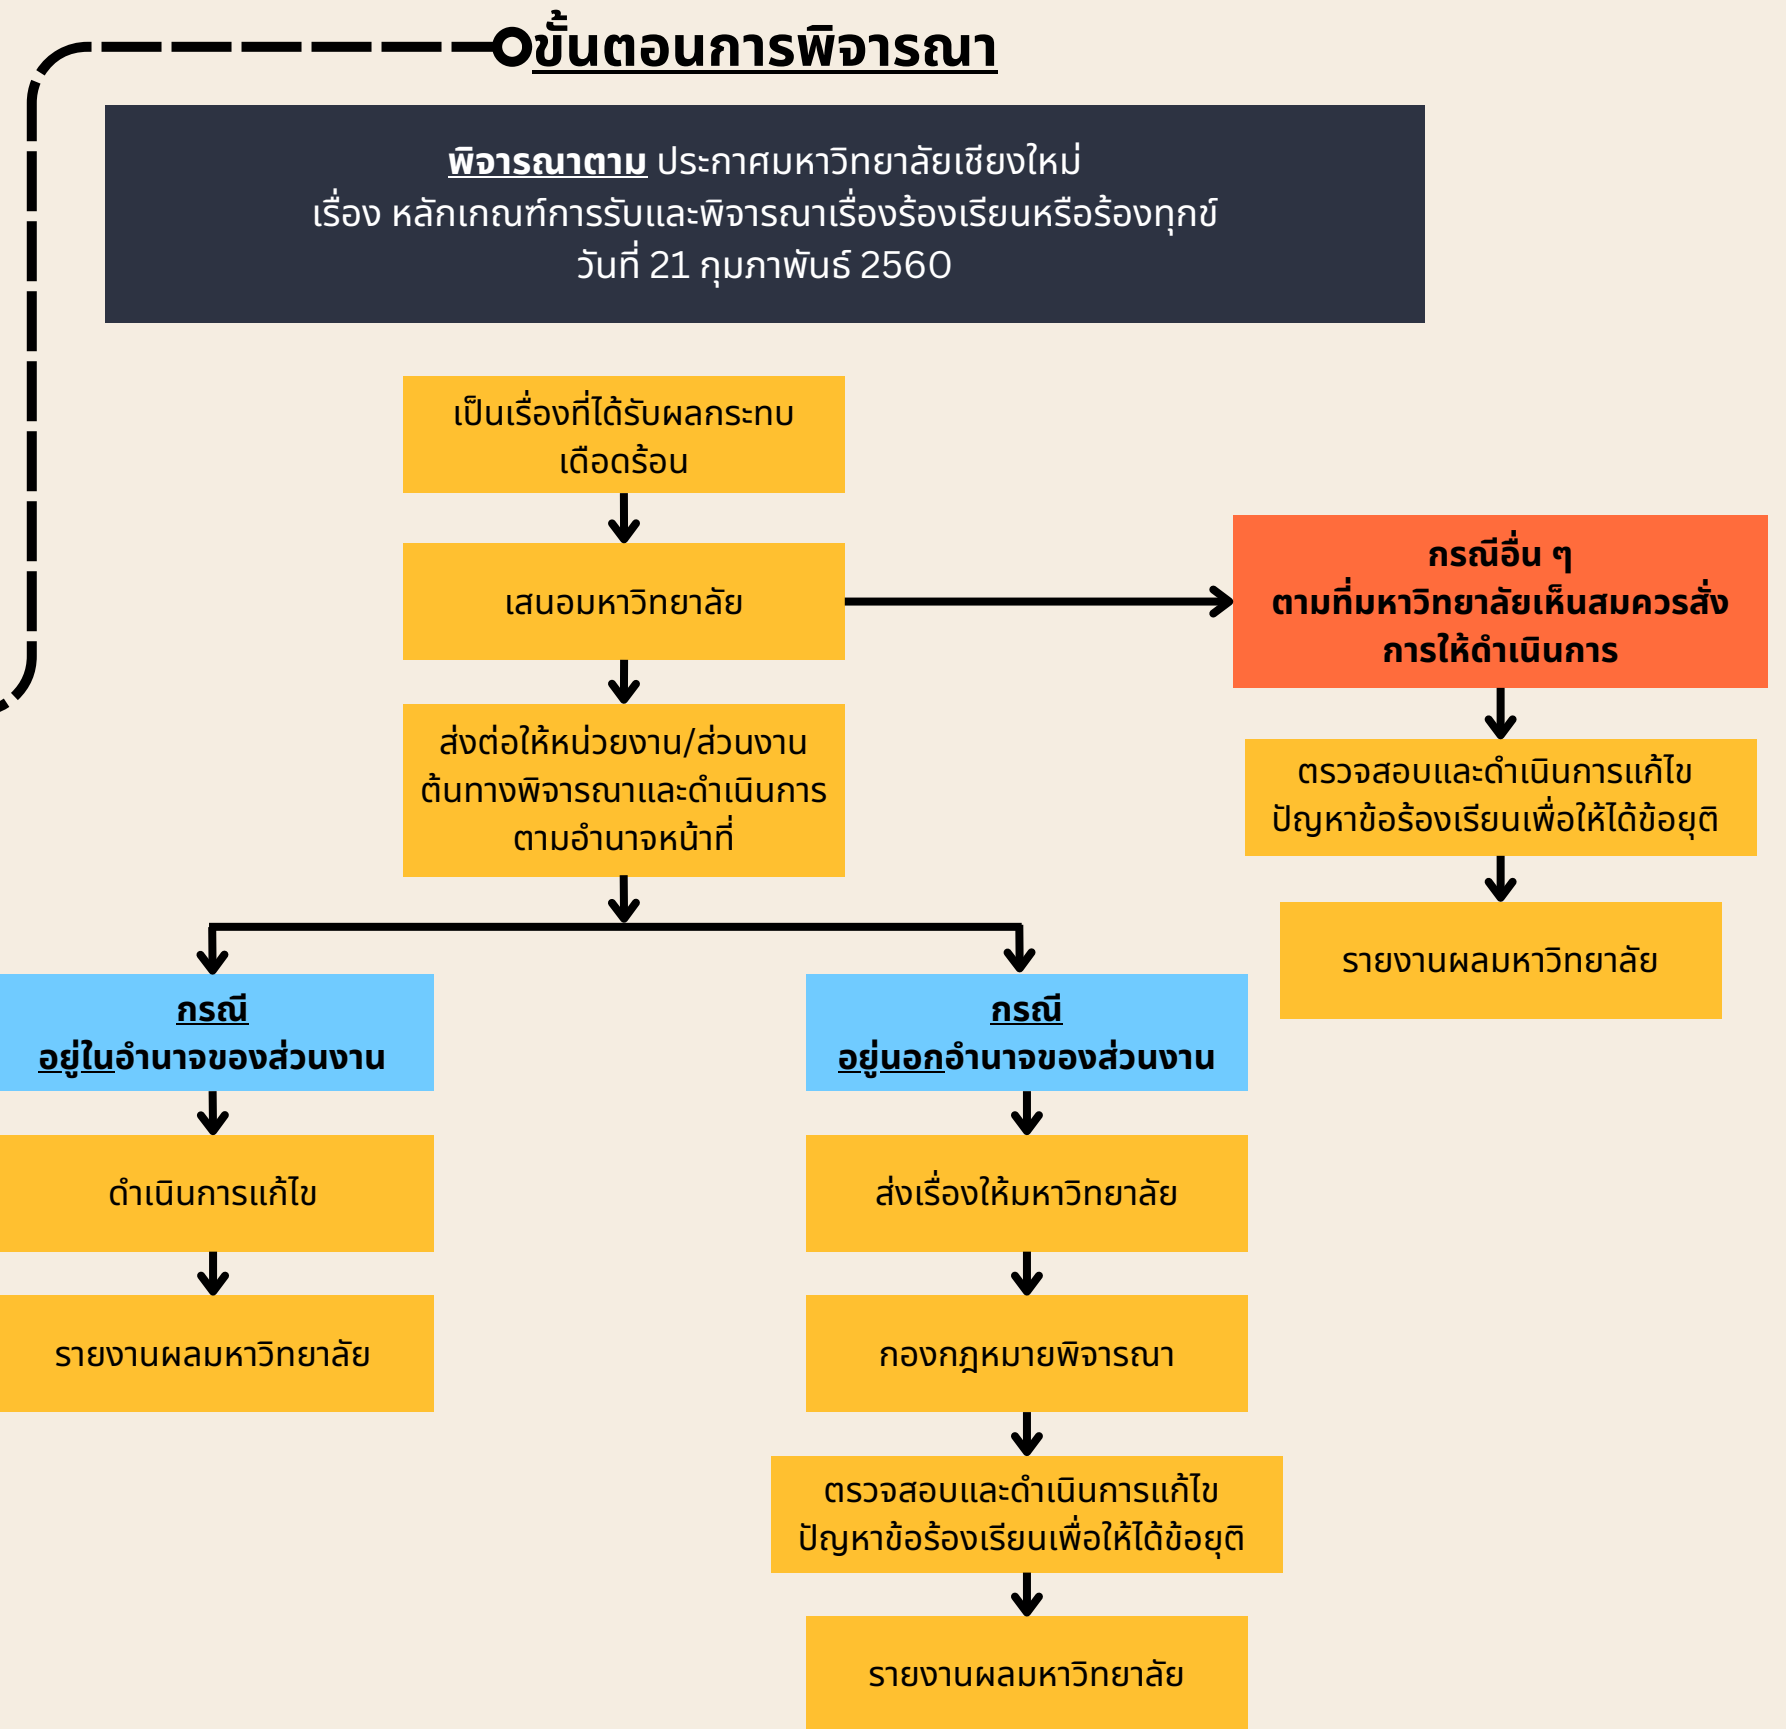 ขั้นตอนการพิจารณา
พิจารณาตาม ประกาศมหาวิทยาลัยเชียงใหม่
เรื่อง หลักเกณฑ์การรับและพิจารณาเรื่องร้องเรียนหรือร้องทุกข์
วันที่ 21 กุมภาพันธ์ 2560
เป็นเรื่องที่ได้รับผลกระทบ
เดือดร้อน
เสนอมหาวิทยาลัย
กรณีอื่น ๆ
ตามที่มหาวิทยาลัยเห็นสมควรสั่ง
การให้ดำเนินการ
ส่งต่อให้หน่วยงาน/ส่วนงาน
ต้นทางพิจารณาและดำเนินการ
ตามอำนาจหน้าที่
ตรวจสอบและดำเนินการแก้ไข
ปัญหาข้อร้องเรียนเพื่อให้ได้ข้อยุติ
รายงานผลมหาวิทยาลัย
กรณี
อยู่ในอำนาจของส่วนงาน
ดำเนินการแก้ไข
รายงานผลมหาวิทยาลัย
กรณี
อยู่นอกอำนาจของส่วนงาน
ส่งเรื่องให้มหาวิทยาลัย
กองกฎหมายพิจารณา
ตรวจสอบและดำเนินการแก้ไข
ปัญหาข้อร้องเรียนเพื่อให้ได้ข้อยุติ
รายงานผลมหาวิทยาลัย